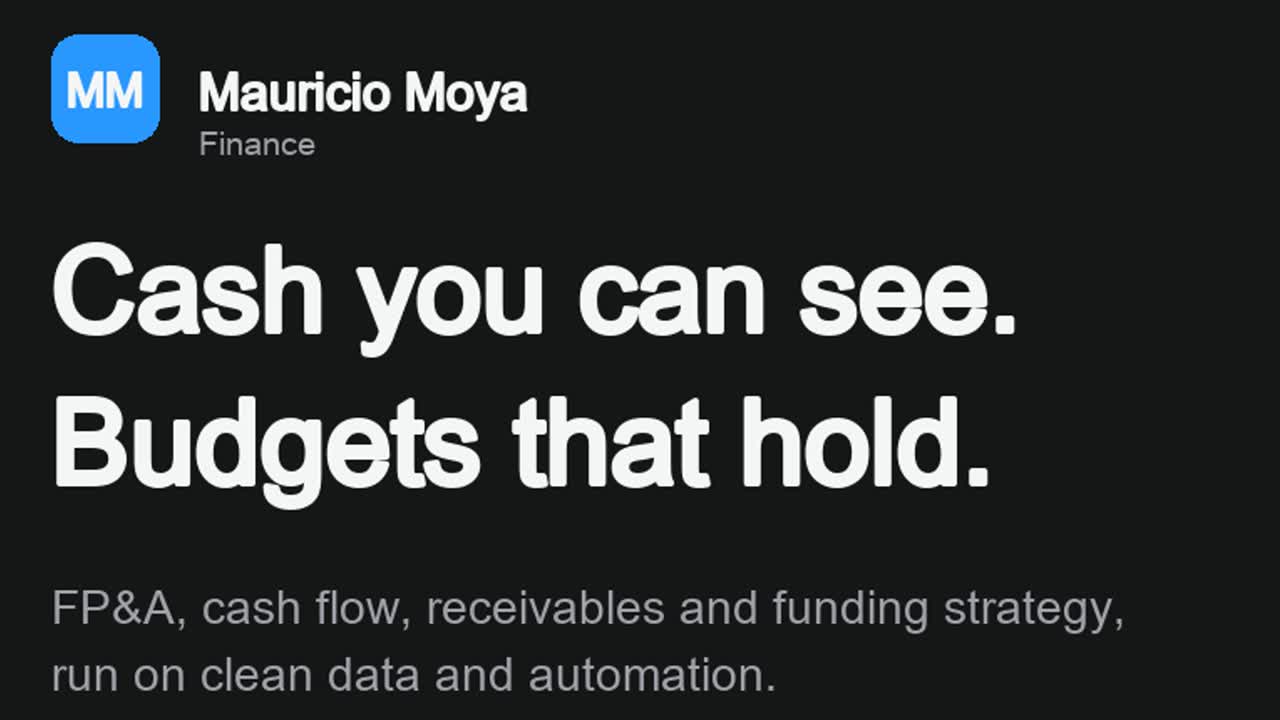 MM
Mauricio Moya
Finance
Cash you can see.
Budgets that hold.
FP&A, cash flow, receivables and funding strategy,
run on clean data and automation.